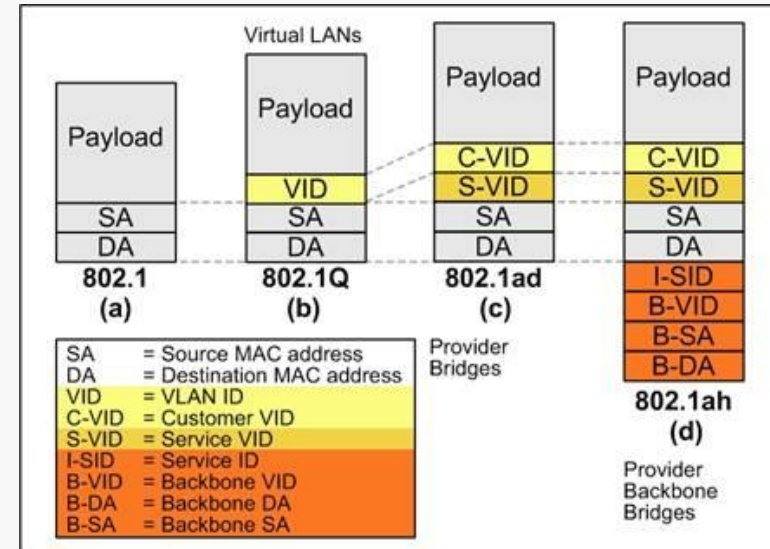 Virtual LANs
Payload
SA
DA
802.1
(a)
Payload
VID
SA
DA
802.1Q
(b)
Payload
C-VID
S-VID
SA
DA
802.1ad
(c)
Provider
Bridges
Payload
C-VID
S-VID
SA
DA
I-SID
B-VID
B-SA
B-DA
802.1ah
(d)
Provider
Backbone
Bridges
SA = Source MAC address
DA = Destination MAC address
VID = VLAN ID
C-VID = Customer VID
S-VID = Service VID
I-SID = Service ID
B-VID = Backbone VID
B-DA = Backbone DA
B-SA = Backbone SA